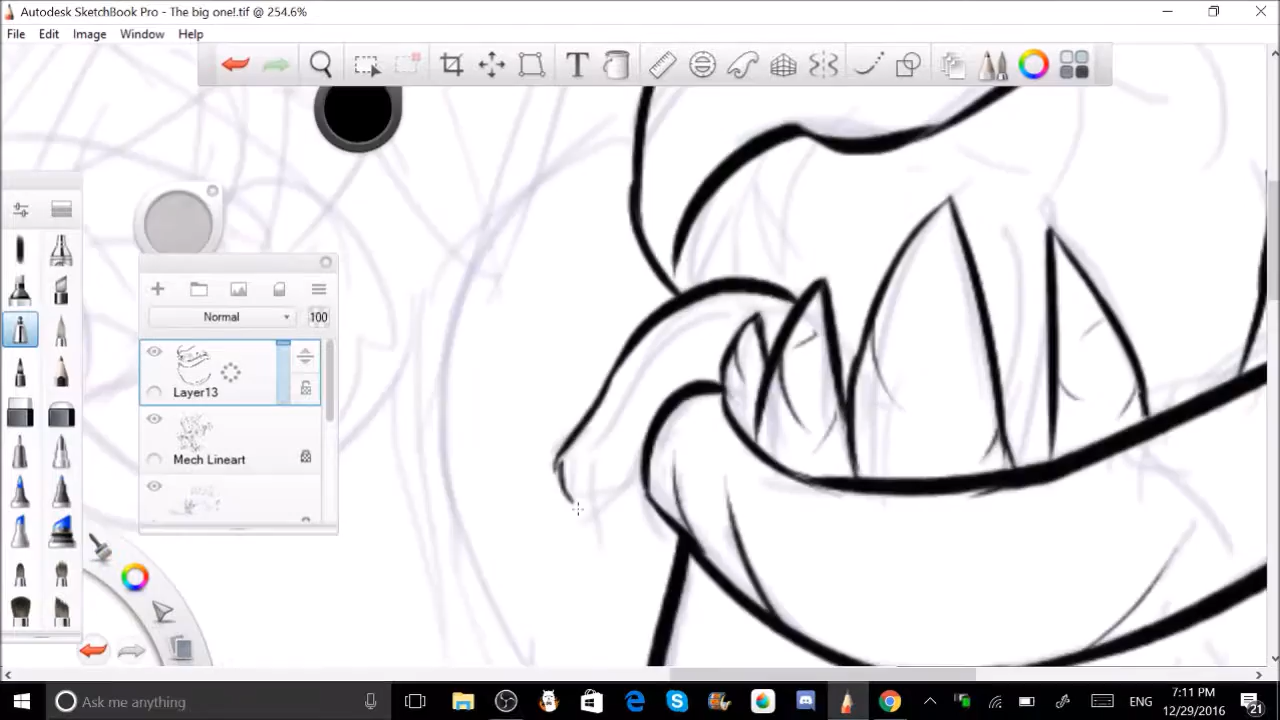 Autodesk SketchBook Pro - The big one!.tif @ 254.6%
File Edit Image Window Help
T
Normal 100
Layer13
Mech Lineart
Ask me anything
ENG
7:11 PM
12/29/2016
21